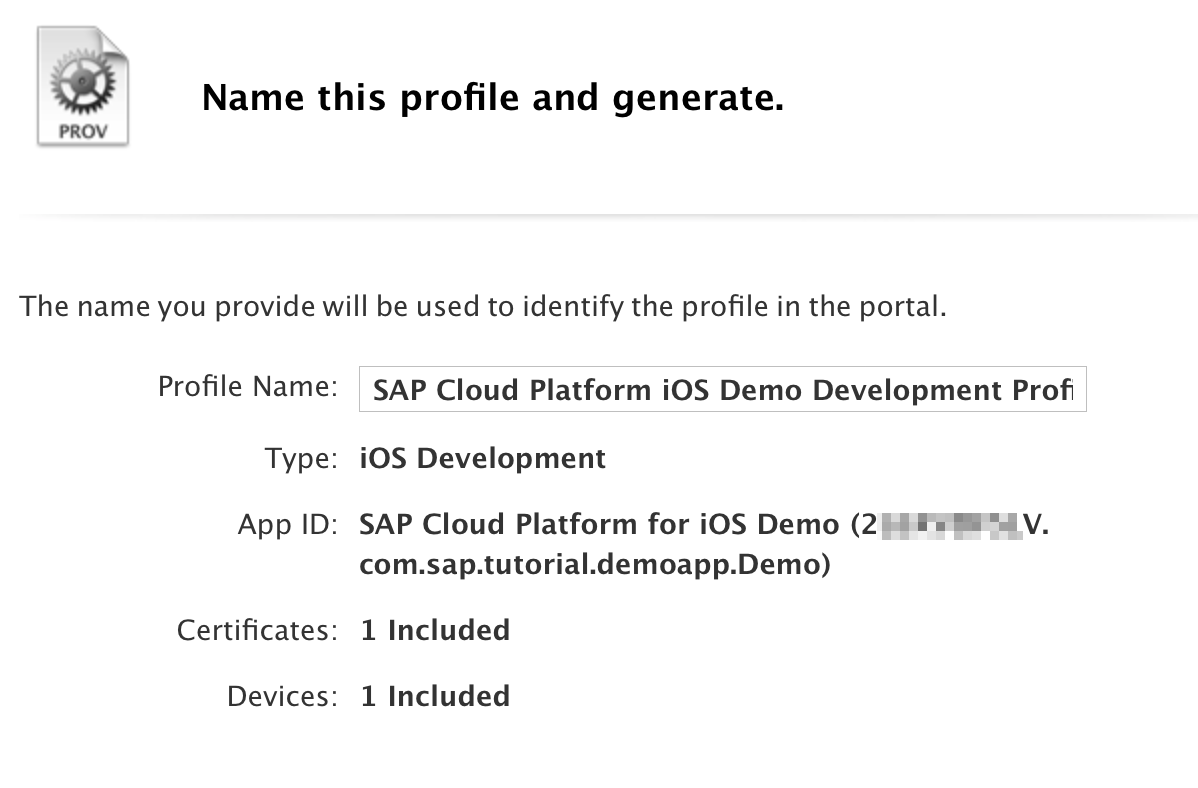 PROV
Name this profile and generate.
The name you provide will be used to identify the profile in the portal.
Profile Name: SAP Cloud Platform iOS Demo Development Profi
Type: iOS Development
App ID: SAP Cloud Platform for iOS Demo (2 V.
com.sap.tutorial.demoapp.Demo)
Certificates: 1 Included
Devices: 1 Included